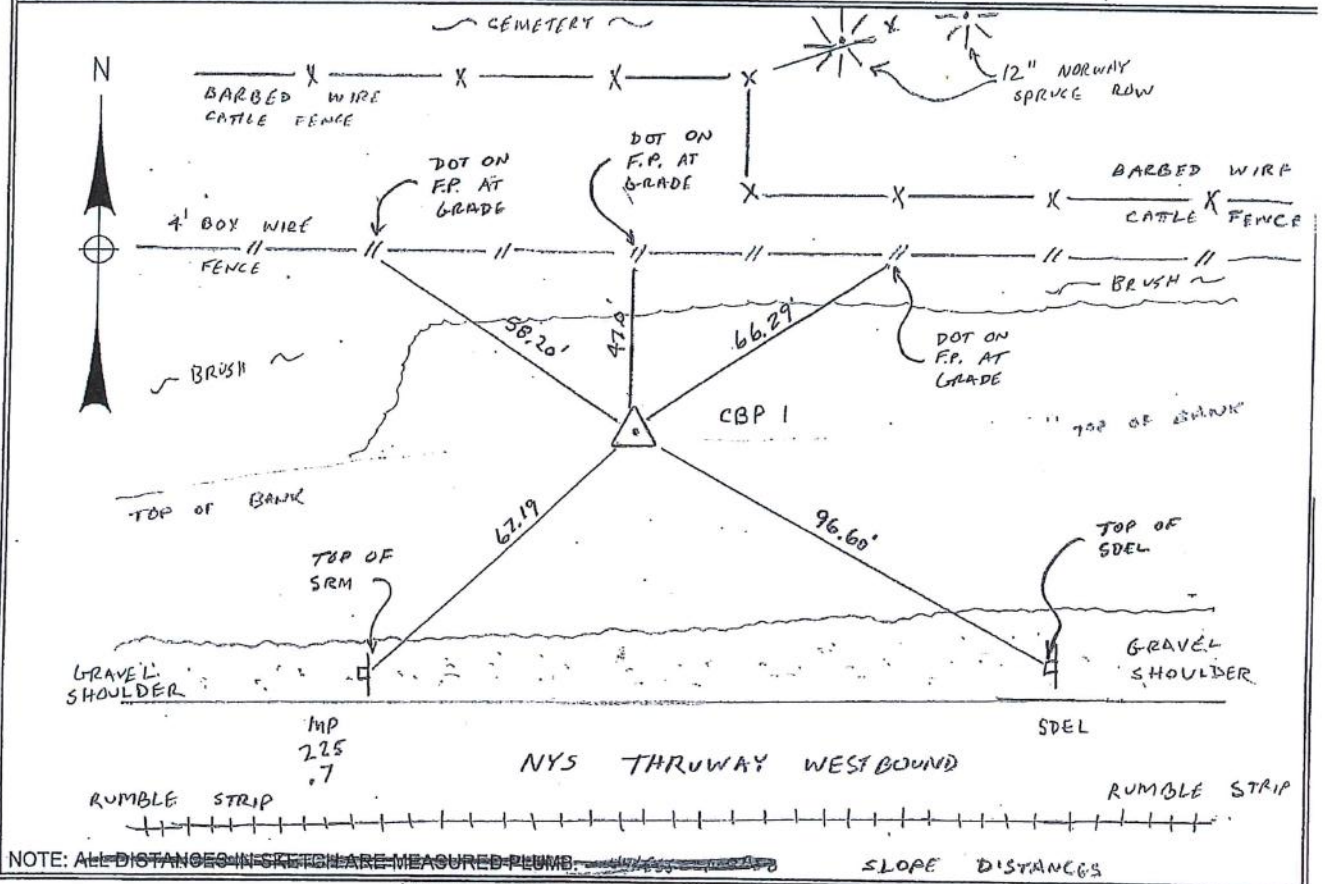 CEMETERY
X
12" NORWAY
SPRUCE ROW
N
X
X
X
X
BARBED WIRE
CATTLE FENCE
DOT ON
F.P. AT
GRADE
DOT ON
F.P. AT
GRADE
BARBED WIRE
CATTLE FENCE
X
X
X
X
4' BOX WIRE
FENCE
BRUSH
58.20'
47.0'
66.29'
DOT ON
F.P. AT
GRADE
BRUSH
CBP 1
TOP OF BANK
TOP OF BANK
67.19
96.60'
TOP OF
SRM
TOP OF
SDEL
GRAVEL
SHOULDER
GRAVEL
SHOULDER
MP
225
.7
SDEL
NYS THRUWAY WESTBOUND
RUMBLE STRIP
RUMBLE STRIP
NOTE: ALL DISTANCES IN SKETCH ARE MEASURED PLUMB. SLOPE DISTANCES